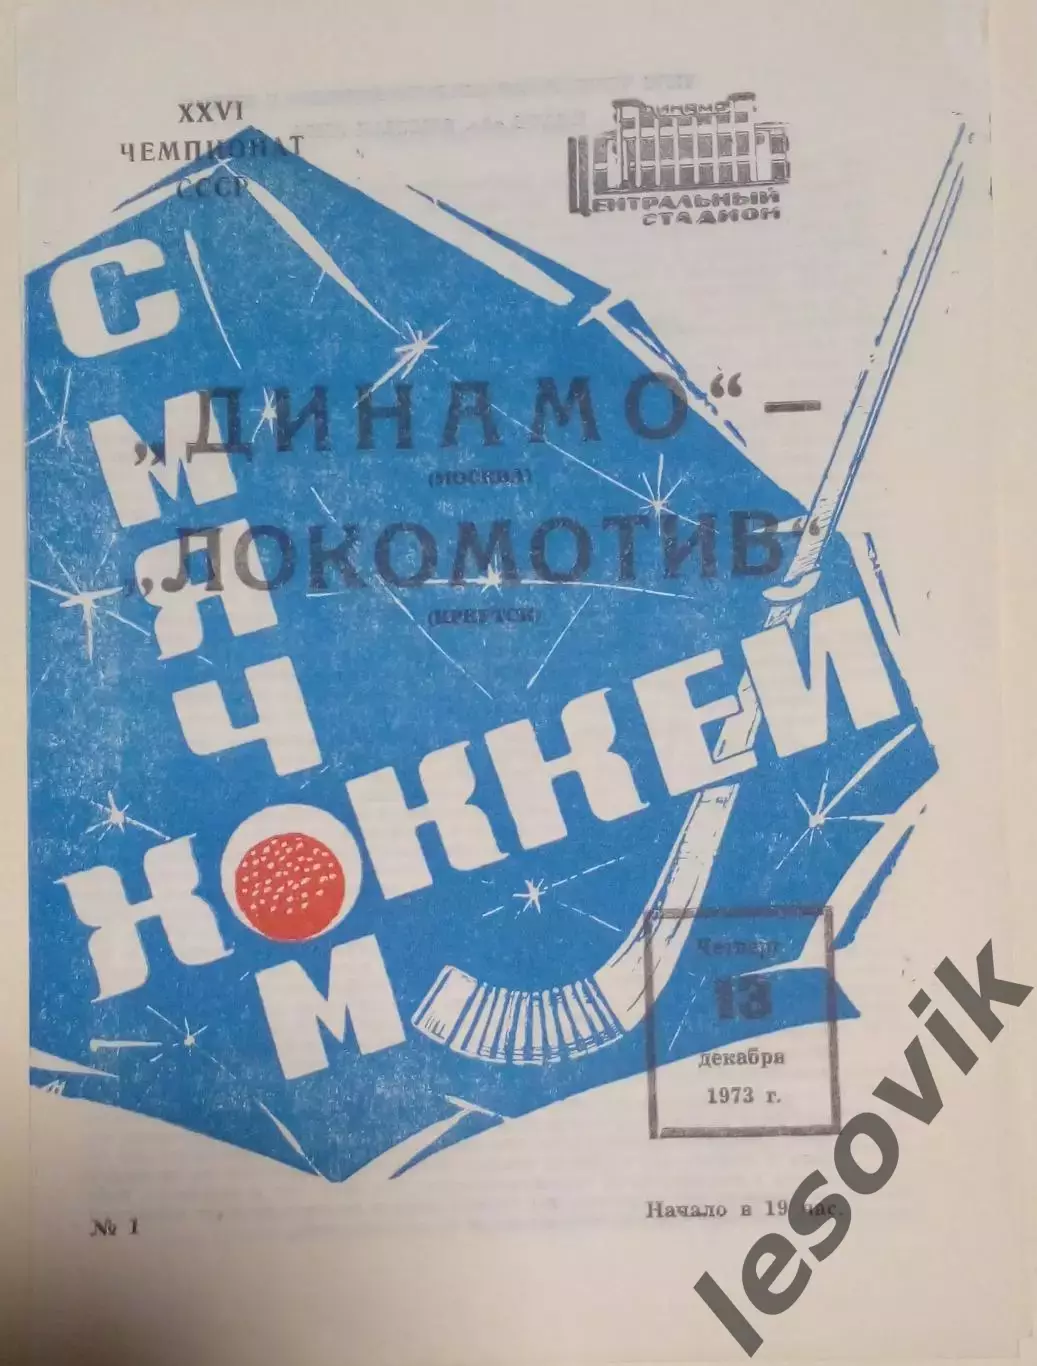 XXVI
ЧЕМПИОНАТ
СССР
ДИНАМО
ЦЕНТРАЛЬНЫЙ
СТАДИОН
„ДИНАМО“ —
(МОСКВА)
„ЛОКОМОТИВ“
(ИРКУТСК)
ХОККЕЙ
С МЯЧОМ
Четверг
13
декабря
1973 г.
№ 1
Начало в 19 час.
lesovik